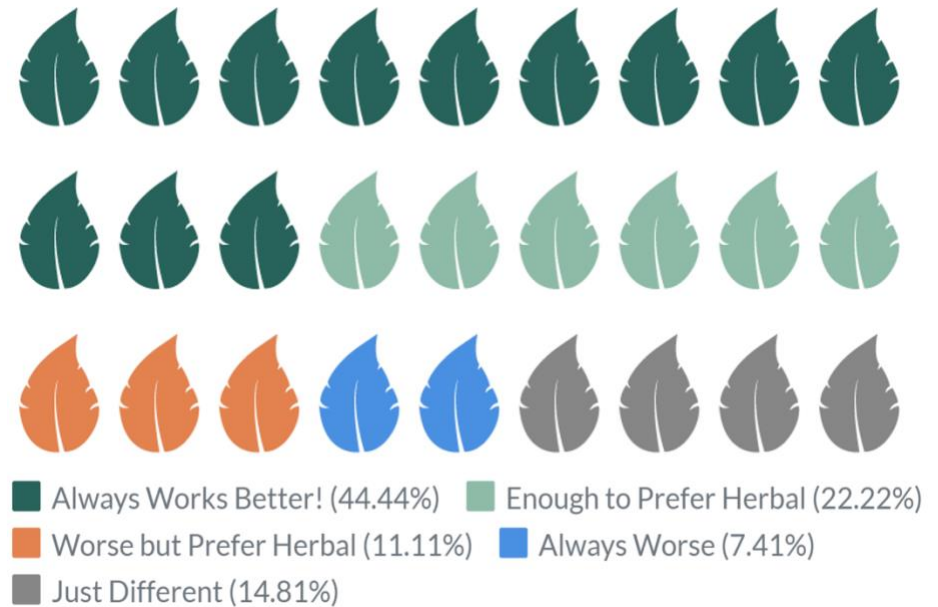 Always Works Better! (44.44%) Enough to Prefer Herbal (22.22%)
Worse but Prefer Herbal (11.11%) Always Worse (7.41%)
Just Different (14.81%)